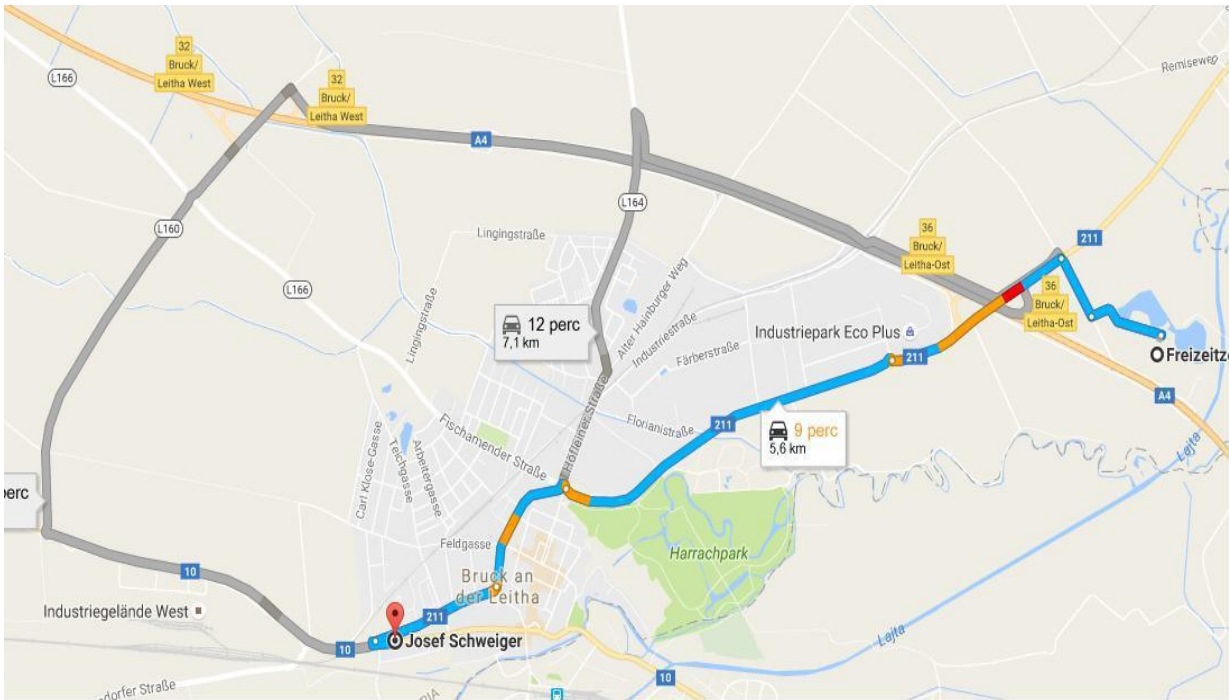 32
Bruck/
Leitha West
L166
32
Bruck/
Leitha West
Remiseweg
A4
L160
L164
Lingingstraße
36
Bruck/
Leitha-Ost
211
L166
Lingingstraße
Alter Hainburger Weg
36
Bruck/
Leitha-Ost
12 perc
7,1 km
Industriestraße
Industriepark Eco Plus
Färberstraße
211
Freizeitze
A4
Höfleiner Straße
Florianistraße
211
9 perc
5,6 km
Fischamender Straße
Carl Klose-Gasse
Teichgasse
Arbeitergasse
Lajta
perc
Feldgasse
Harrachpark
10
Bruck an
der Leitha
Industriegelände West
211
Josef Schweiger
10
Lajta
10
dorfer Straße